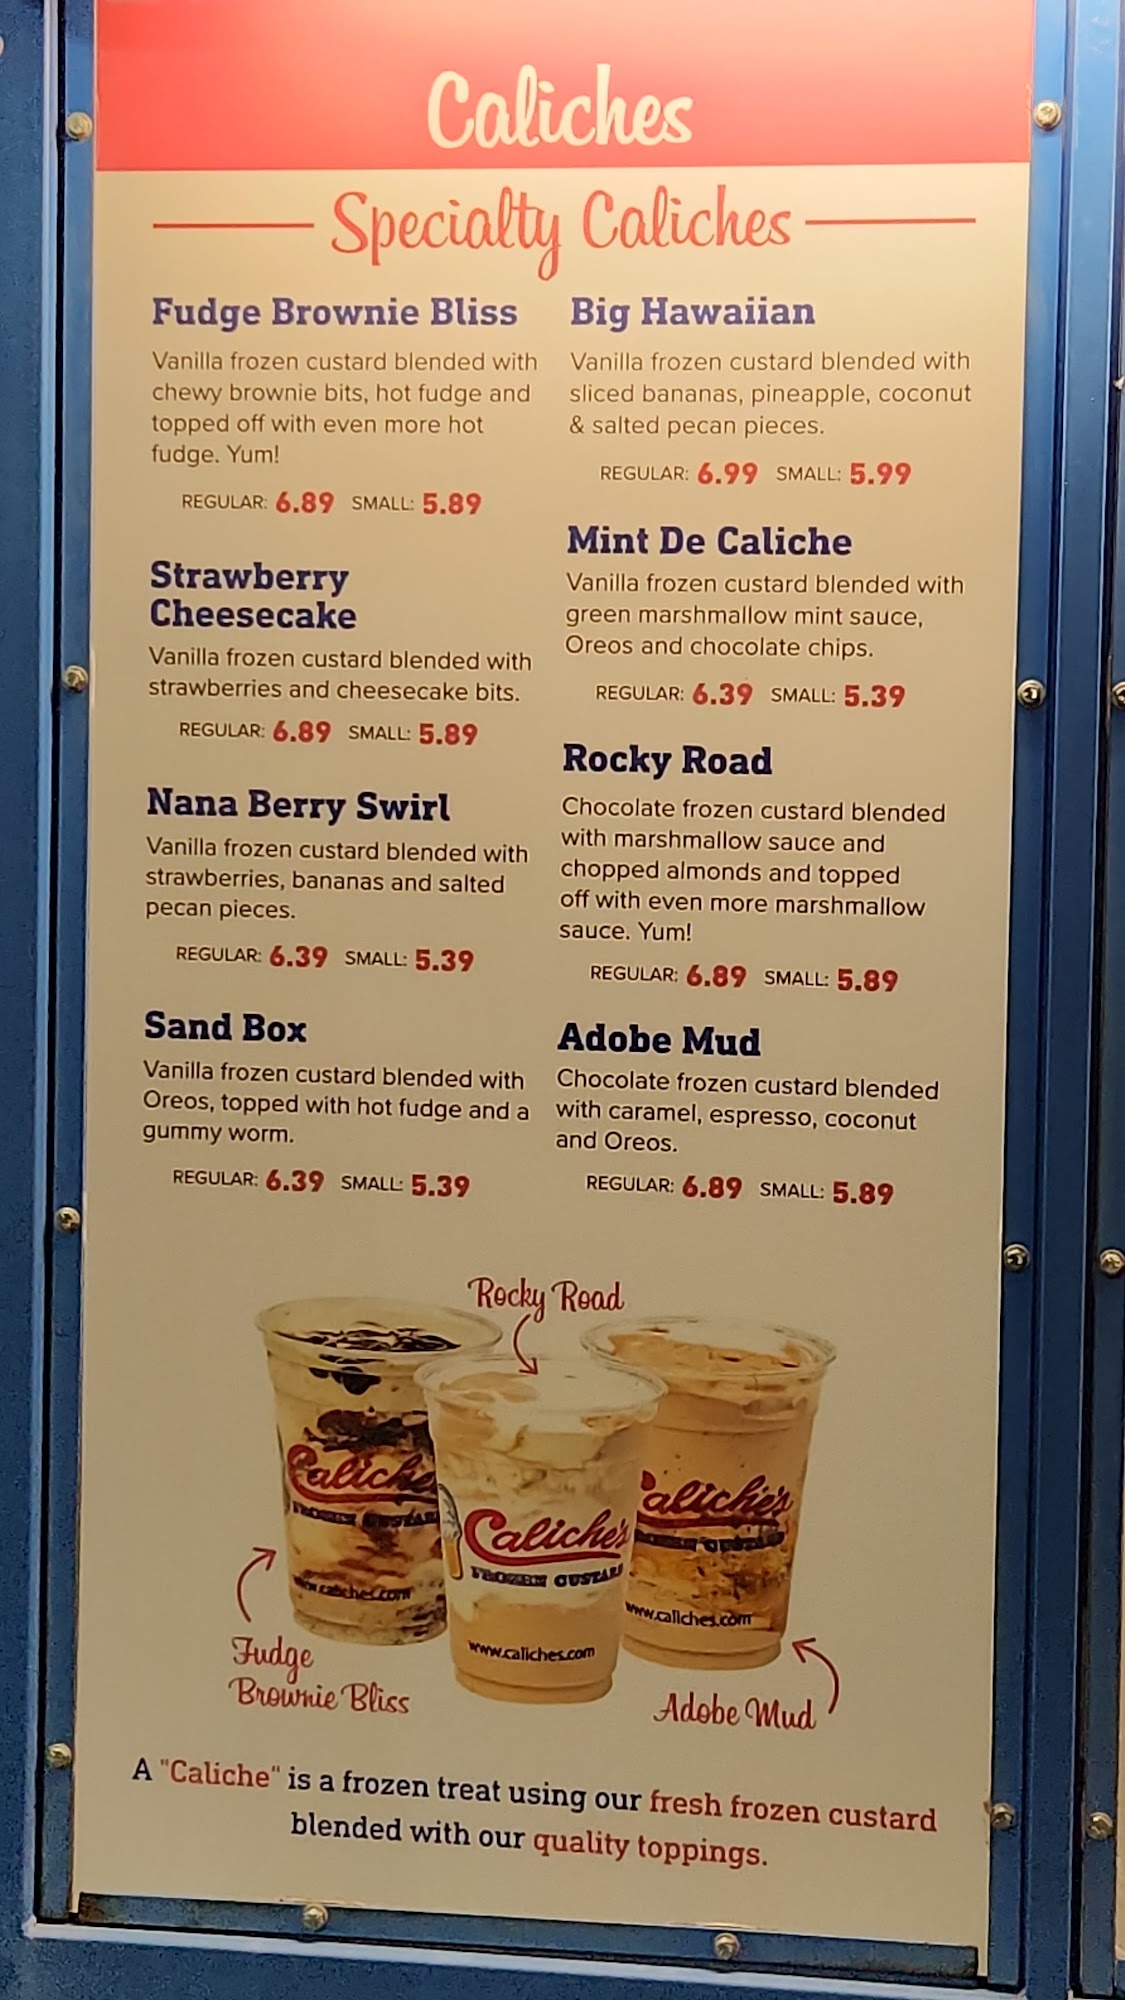 Caliches
Specialty Caliches
Fudge Brownie Bliss
Vanilla frozen custard blended with
chewy brownie bits, hot fudge and
topped off with even more hot
fudge. Yum!
REGULAR: 6.89 SMALL: 5.89
Strawberry
Cheesecake
Vanilla frozen custard blended with
strawberries and cheesecake bits.
REGULAR: 6.89 SMALL: 5.89
Nana Berry Swirl
Vanilla frozen custard blended with
strawberries, bananas and salted
pecan pieces.
REGULAR: 6.39 SMALL: 5.39
Sand Box
Vanilla frozen custard blended with
Oreos, topped with hot fudge and a
gummy worm.
REGULAR: 6.39 SMALL: 5.39
Big Hawaiian
Vanilla frozen custard blended with
sliced bananas, pineapple, coconut
& salted pecan pieces.
REGULAR: 6.99 SMALL: 5.99
Mint De Caliche
Vanilla frozen custard blended with
green marshmallow mint sauce,
Oreos and chocolate chips.
REGULAR: 6.39 SMALL: 5.39
Rocky Road
Chocolate frozen custard blended
with marshmallow sauce and
chopped almonds and topped
off with even more marshmallow
sauce. Yum!
REGULAR: 6.89 SMALL: 5.89
Adobe Mud
Chocolate frozen custard blended
with caramel, espresso, coconut
and Oreos.
REGULAR: 6.89 SMALL: 5.89
Rocky Road
Caliche
FROZEN CUSTAR
www.caliches.com
Caliche's
FROZEN CUSTAR
www.caliches.com
aliche's
FROZEN CUSTARD
www.caliches.com
Fudge
Brownie Bliss
Adobe Mud
A "Caliche" is a frozen treat using our fresh frozen custard
blended with our quality toppings.